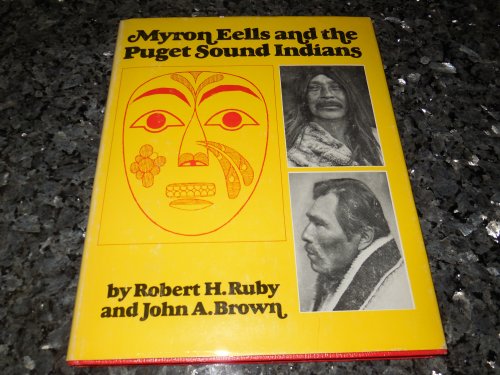 Myron Eells and the
Puget Sound Indians
by Robert H. Ruby
and John A. Brown